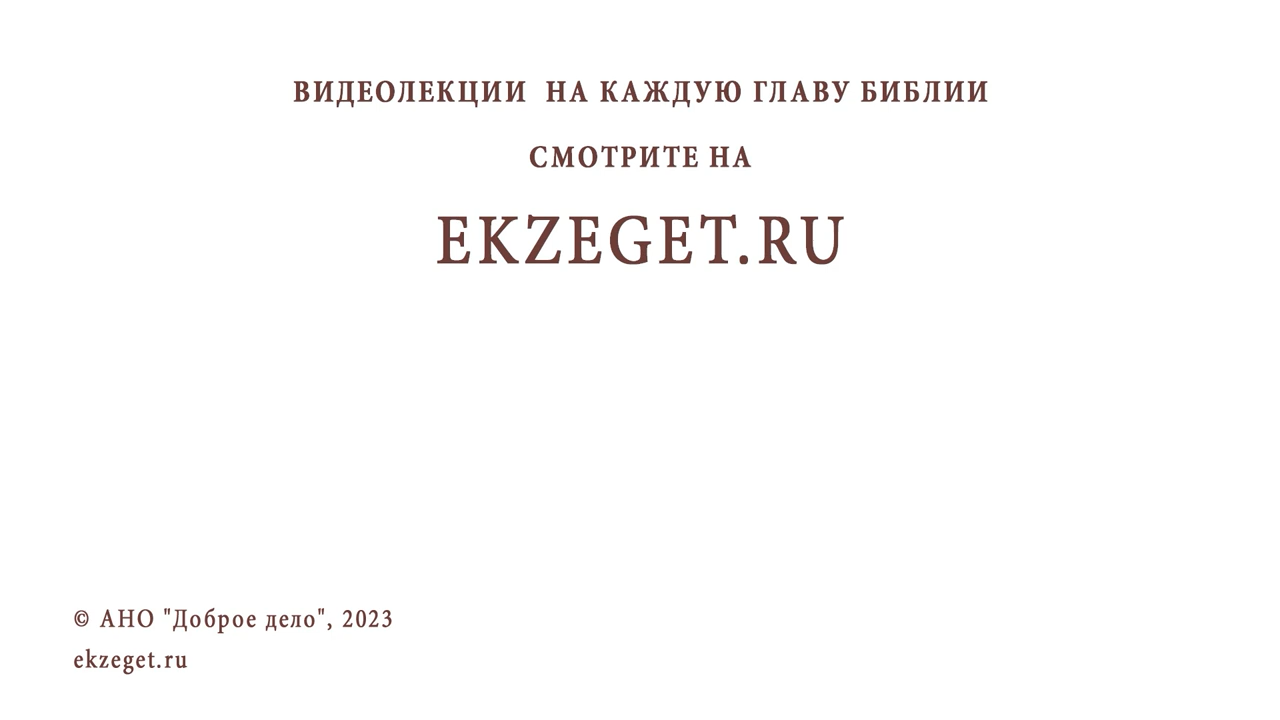 ВИДЕОЛЕКЦИИ НА КАЖДУЮ ГЛАВУ БИБЛИИ
СМОТРИТЕ НА
EKZEGET.RU
© АНО "Доброе дело", 2023
ekzeget.ru